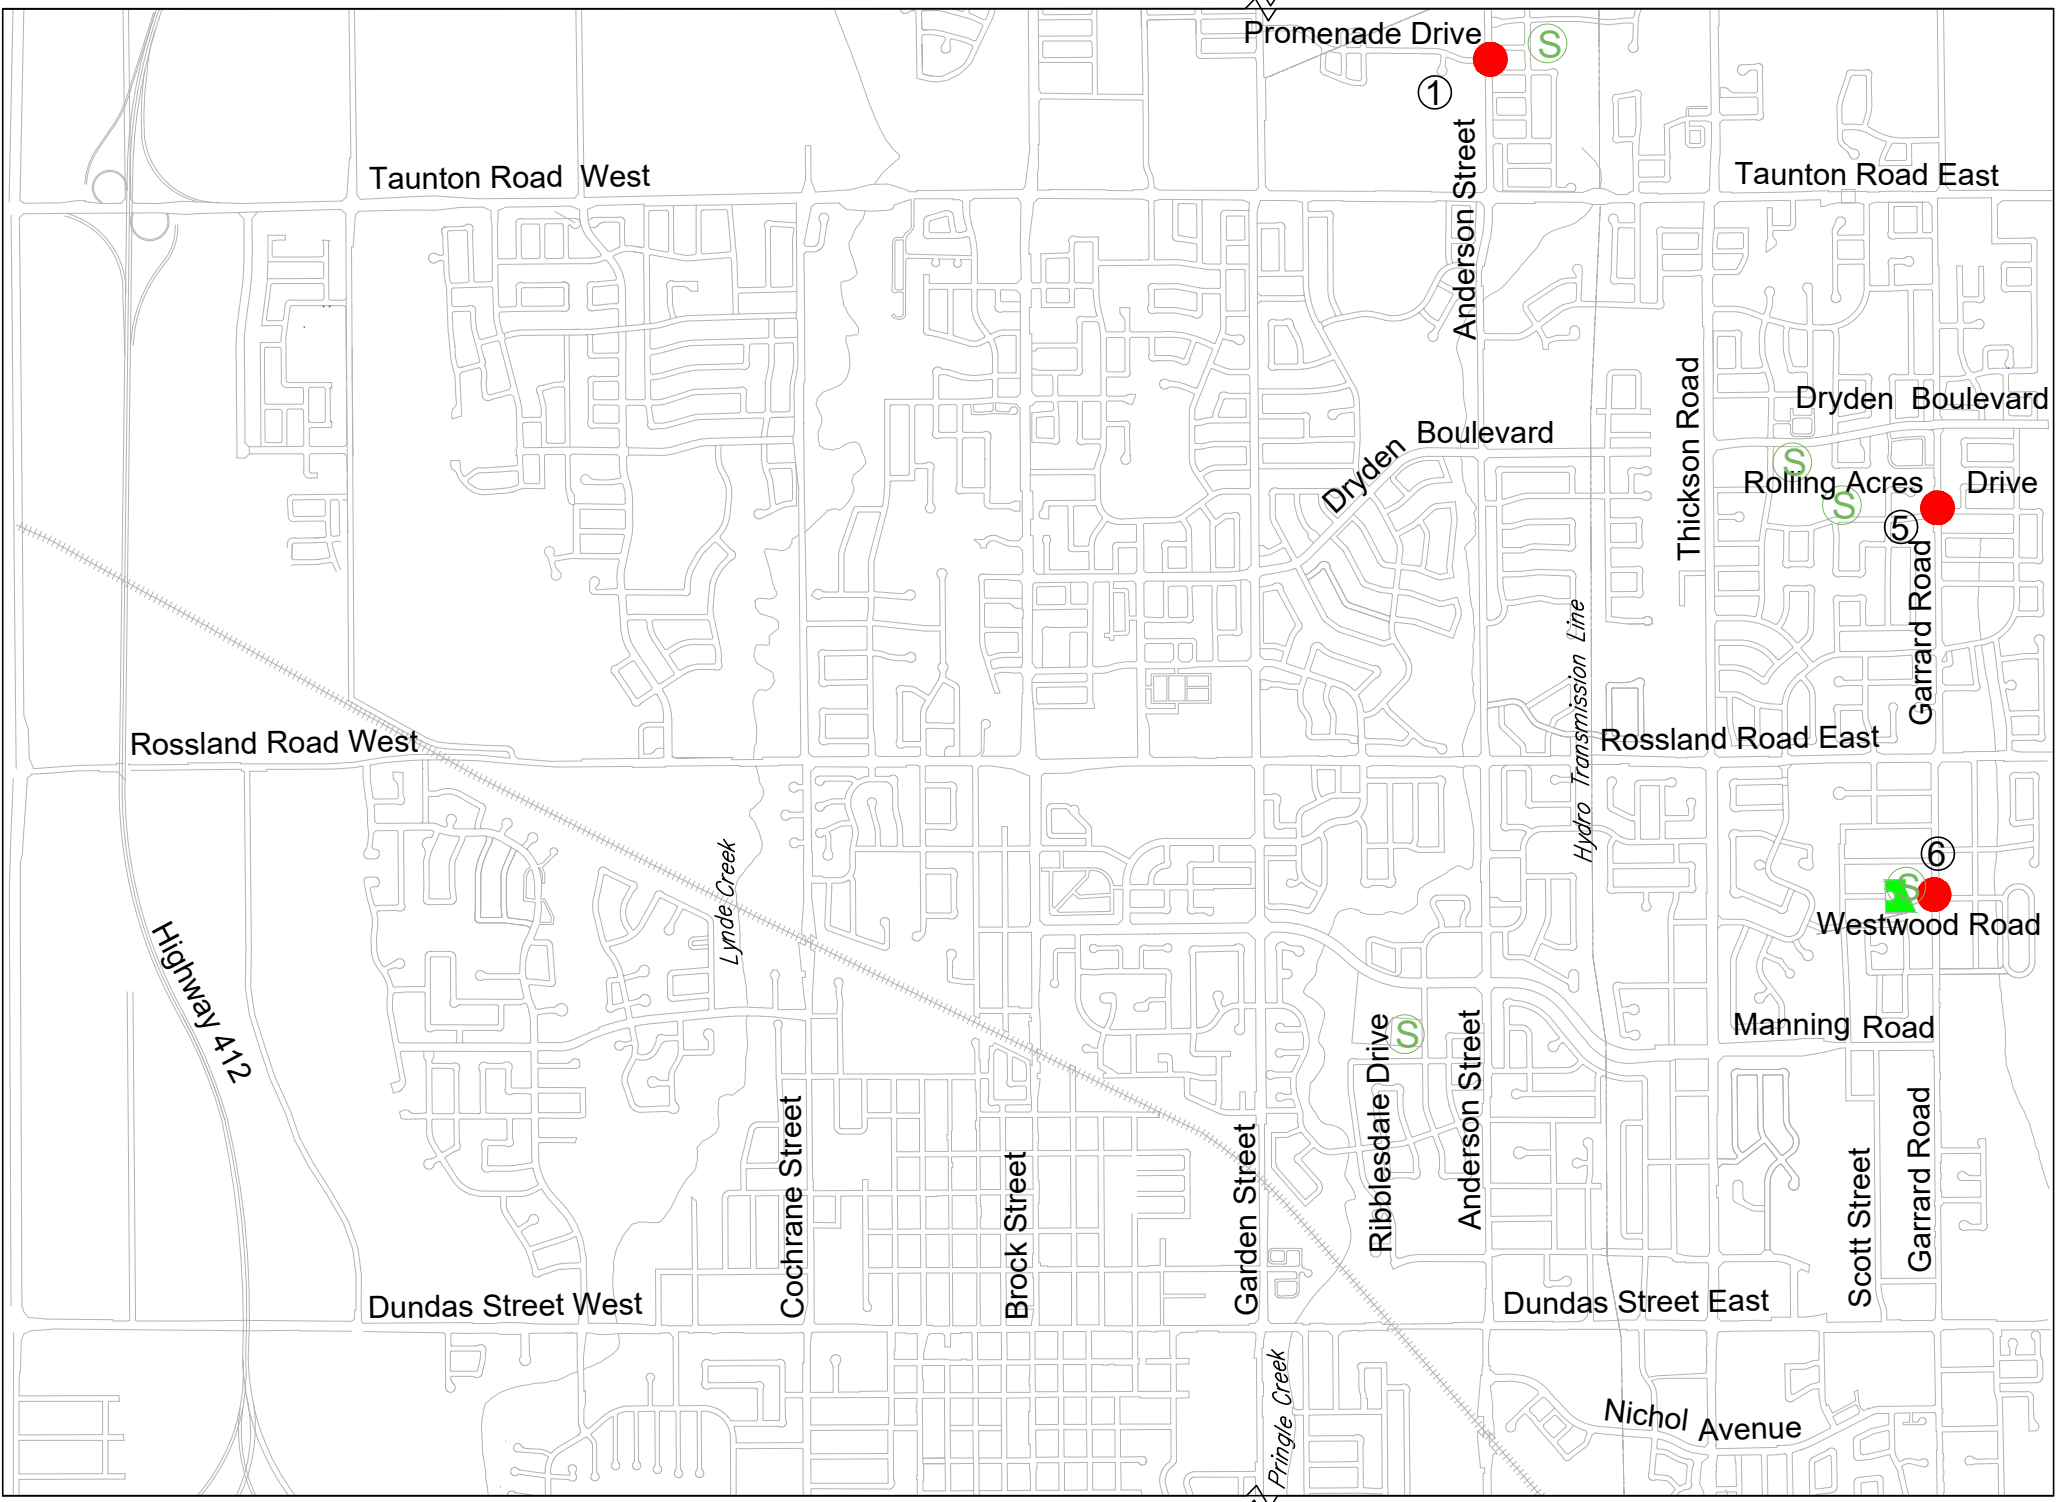 Promenade Drive
S
1
Taunton Road West
Taunton Road East
Anderson Street
Thickson Road
Dryden Boulevard
Dryden Boulevard
S
Rolling Acres Drive
S
5
Garrard Road
Hydro Transmission Line
Rossland Road West
Rossland Road East
6
S
Westwood Road
Lynde Creek
Highway 412
S
Manning Road
Ribblesdale Drive
Anderson Street
Cochrane Street
Brock Street
Garden Street
Scott Street
Garrard Road
Dundas Street West
Dundas Street East
Pringle Creek
Nichol Avenue